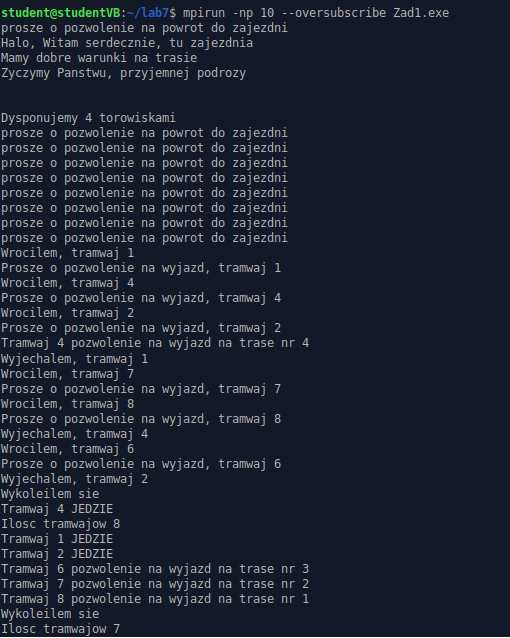 student@studentVB:~/lab7$ mpirun -np 10 --oversubscribe Zad1.exe
prosze o pozwolenie na powrot do zajezdni
Halo, Witam serdecznie, tu zajezdnia
Mamy dobre warunki na trasie
Zyczymy Panstwu, przyjemnej podrozy
Dysponujemy 4 torowiskami
prosze o pozwolenie na powrot do zajezdni
prosze o pozwolenie na powrot do zajezdni
prosze o pozwolenie na powrot do zajezdni
prosze o pozwolenie na powrot do zajezdni
prosze o pozwolenie na powrot do zajezdni
prosze o pozwolenie na powrot do zajezdni
prosze o pozwolenie na powrot do zajezdni
prosze o pozwolenie na powrot do zajezdni
Wrocilem, tramwaj 1
Prosze o pozwolenie na wyjazd, tramwaj 1
Wrocilem, tramwaj 4
Prosze o pozwolenie na wyjazd, tramwaj 4
Wrocilem, tramwaj 2
Prosze o pozwolenie na wyjazd, tramwaj 2
Tramwaj 4 pozwolenie na wyjazd na trase nr 4
Wyjechalem, tramwaj 1
Wrocilem, tramwaj 7
Prosze o pozwolenie na wyjazd, tramwaj 7
Wrocilem, tramwaj 8
Prosze o pozwolenie na wyjazd, tramwaj 8
Wyjechalem, tramwaj 4
Wrocilem, tramwaj 6
Prosze o pozwolenie na wyjazd, tramwaj 6
Wyjechalem, tramwaj 2
Wykoleilem sie
Tramwaj 4 JEDZIE
Ilosc tramwajow 8
Tramwaj 1 JEDZIE
Tramwaj 2 JEDZIE
Tramwaj 6 pozwolenie na wyjazd na trase nr 3
Tramwaj 7 pozwolenie na wyjazd na trase nr 2
Tramwaj 8 pozwolenie na wyjazd na trase nr 1
Wykoleilem sie
Ilosc tramwajow 7